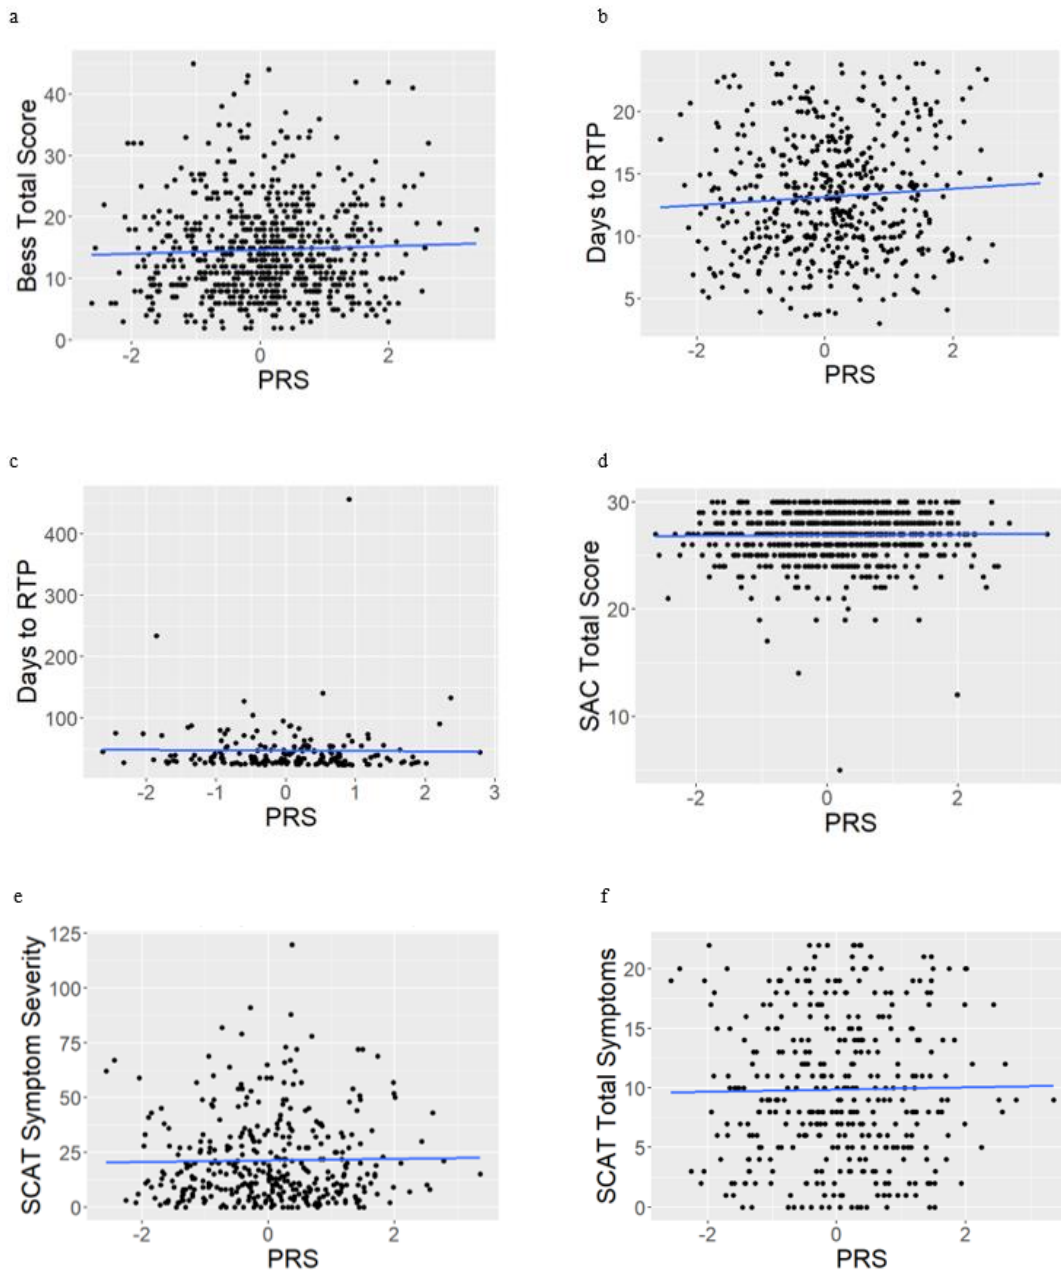 a
b
Bess Total Score
40
30
20
10
0
-2
0
2
PRS
Days to RTP
20
15
10
5
-2
0
2
PRS
c
d
Days to RTP
400
300
200
100
-2
-1
0
1
2
3
PRS
SAC Total Score
30
20
10
-2
0
2
PRS
e
f
SCAT Symptom Severity
125
100
75
50
25
0
-2
0
2
PRS
SCAT Total Symptoms
20
15
10
5
0
-2
0
2
PRS